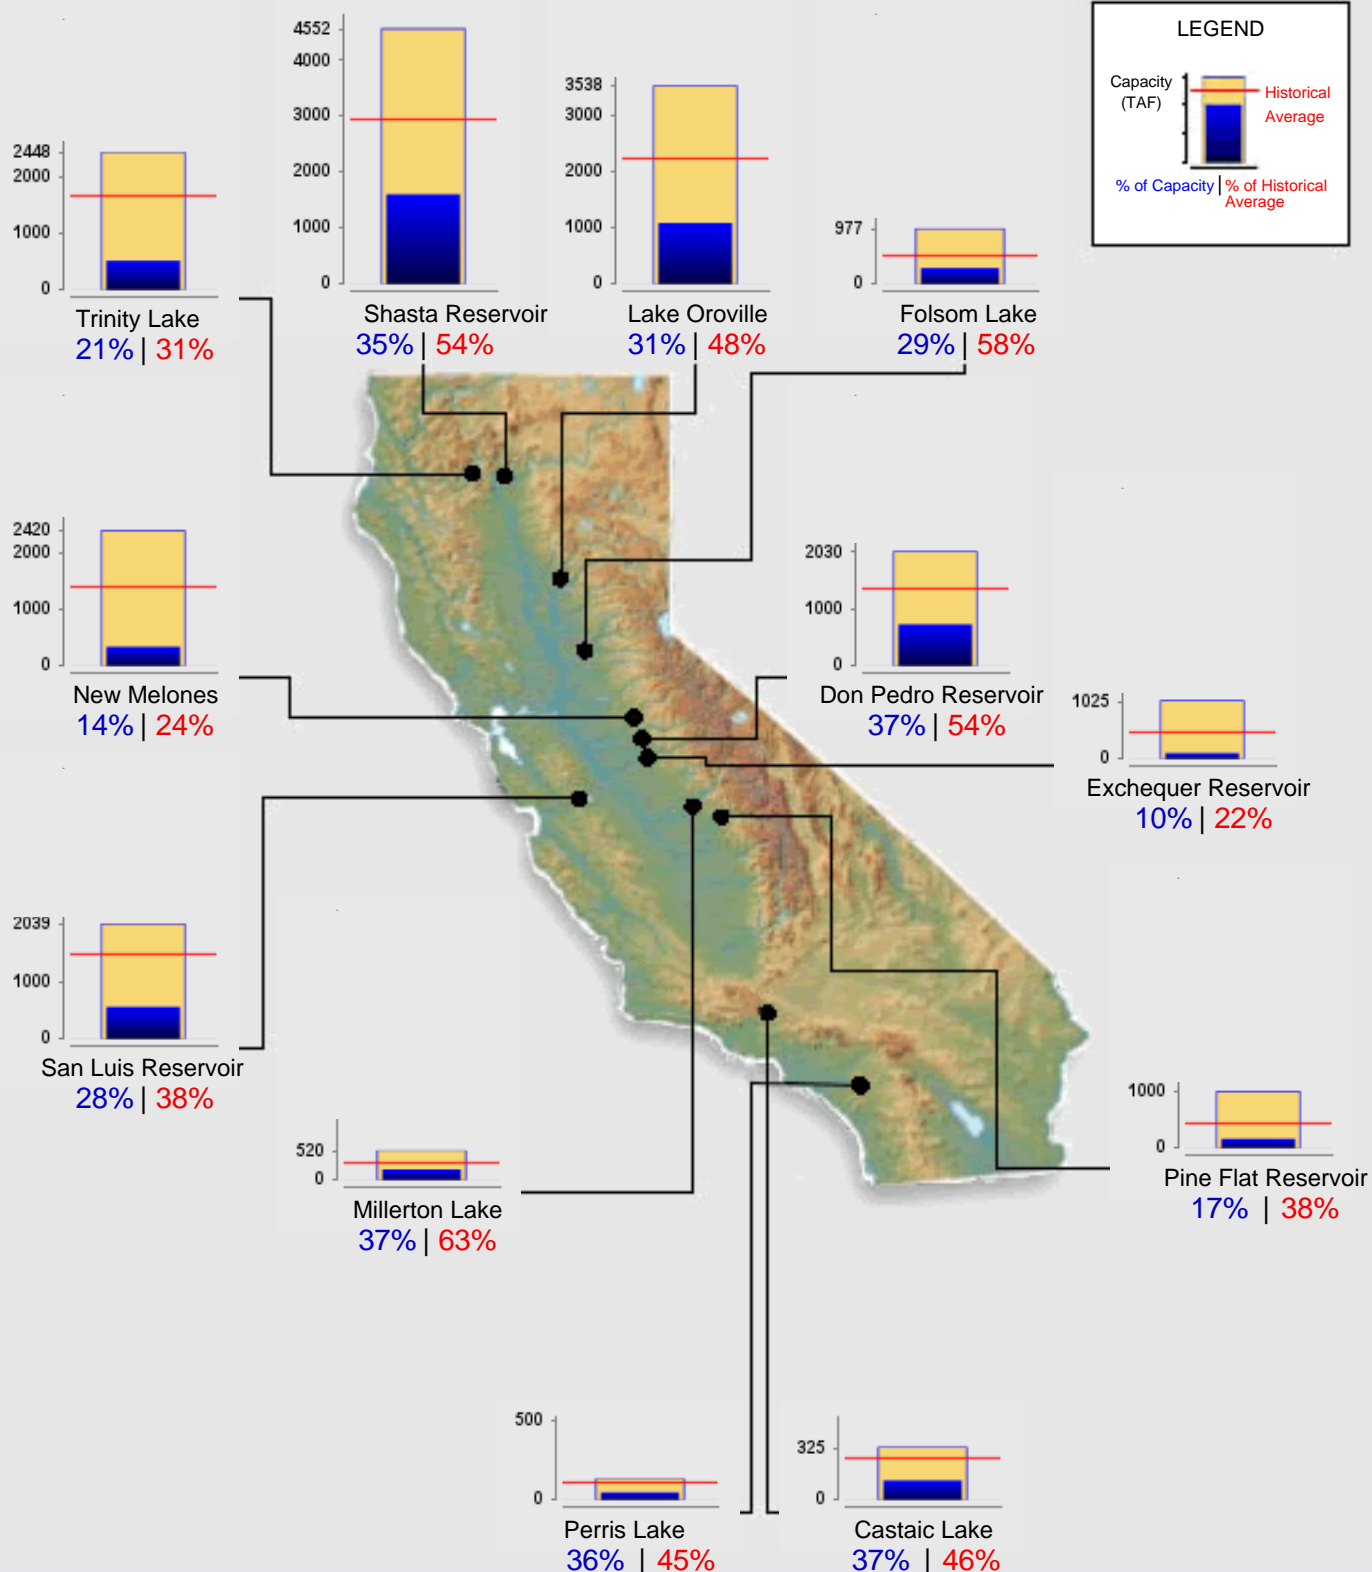 LEGEND
Capacity
(TAF)
Historical
Average
% of Capacity | % of Historical
Average
4552
4000
3000
2000
1000
0
Shasta Reservoir
35% | 54%
3538
3000
2000
1000
0
Lake Oroville
31% | 48%
977
0
Folsom Lake
29% | 58%
2448
2000
1000
0
Trinity Lake
21% | 31%
2420
2000
1000
0
New Melones
14% | 24%
2030
1000
0
Don Pedro Reservoir
37% | 54%
1025
0
Exchequer Reservoir
10% | 22%
2039
1000
0
San Luis Reservoir
28% | 38%
520
0
Millerton Lake
37% | 63%
1000
0
Pine Flat Reservoir
17% | 38%
500
0
Perris Lake
36% | 45%
325
0
Castaic Lake
37% | 46%